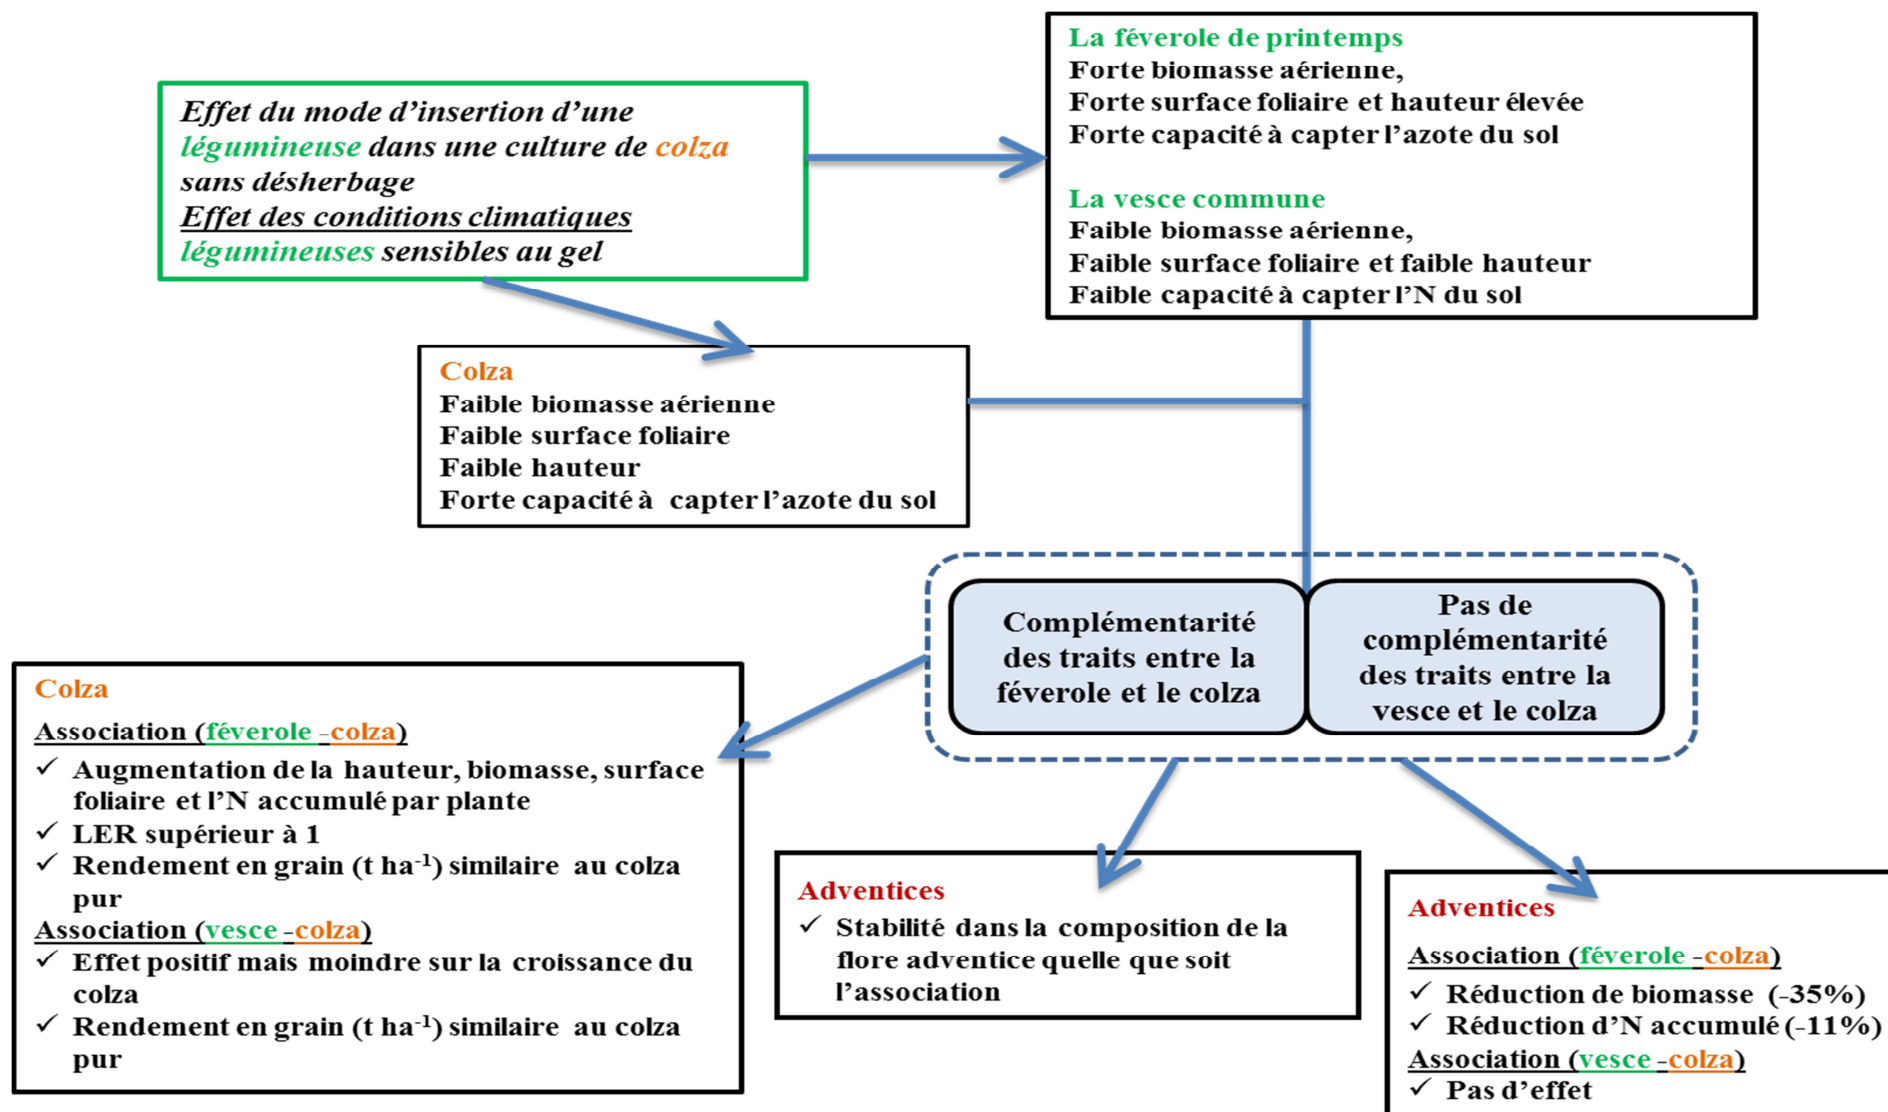 Effet du mode d’insertion d’une
légumineuse dans une culture de colza
sans désherbage
Effet des conditions climatiques
légumineuses sensibles au gel
La féverole de printemps
Forte biomasse aérienne,
Forte surface foliaire et hauteur élevée
Forte capacité à capter l’azote du sol
La vesce commune
Faible biomasse aérienne,
Faible surface foliaire et faible hauteur
Faible capacité à capter l’N du sol
Colza
Faible biomasse aérienne
Faible surface foliaire
Faible hauteur
Forte capacité à capter l’azote du sol
Complémentarité
des traits entre la
féverole et le colza
Pas de
complémentarité
des traits entre la
vesce et le colza
Colza
Association (féverole -colza)
✓ Augmentation de la hauteur, biomasse, surface
foliaire et l’N accumulé par plante
✓ LER supérieur à 1
✓ Rendement en grain (t ha⁻¹) similaire au colza
pur
Association (vesce -colza)
✓ Effet positif mais moindre sur la croissance du
colza
✓ Rendement en grain (t ha⁻¹) similaire au colza
pur
Adventices
✓ Stabilité dans la composition de la
flore adventice quelle que soit
l’association
Adventices
Association (féverole -colza)
✓ Réduction de biomasse (-35%)
✓ Réduction d’N accumulé (-11%)
Association (vesce -colza)
✓ Pas d’effet